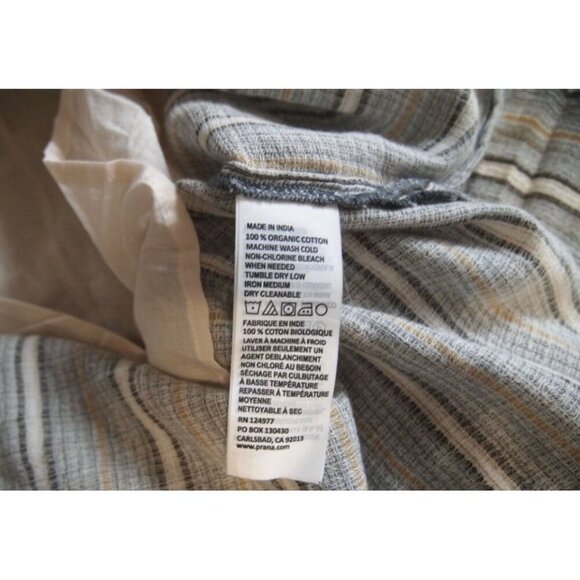 MADE IN INDIA
100 % ORGANIC COTTON
MACHINE WASH COLD
NON-CHLORINE BLEACH
WHEN NEEDED
TUMBLE DRY LOW
IRON MEDIUM
DRY CLEANABLE
FABRIQUE EN INDE
100 % COTON BIOLOGIQUE
LAVER À MACHINE À FROID
UTILISER SEULEMENT UN
AGENT DEBLANCHIMENT
NON CHLORÉ AU BESOIN
SÉCHAGE PAR CULBUTAGE
À BASSE TEMPÉRATURE
REPASSER À TEMPÉRATURE
MOYENNE
NETTOYABLE À SEC
RN 124977
PO BOX 130430
CARLSBAD, CA 92013
www.prana.com